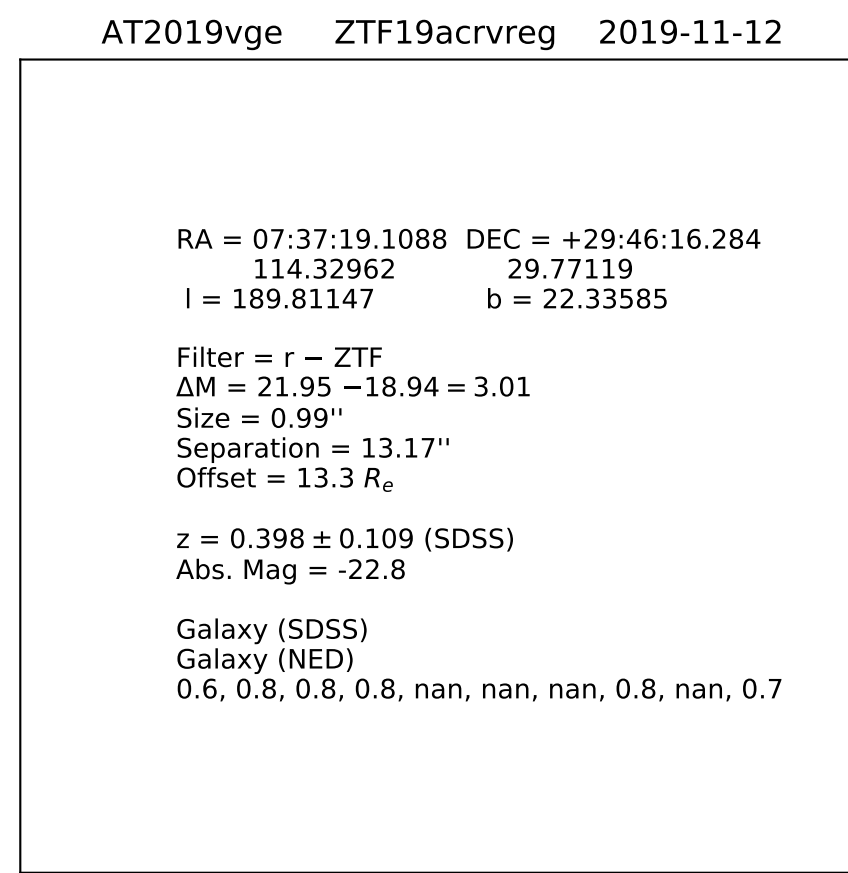 AT2019vge ZTF19acrvreg 2019-11-12
RA = 07:37:19.1088 DEC = +29:46:16.284
114.32962 29.77119
l = 189.81147 b = 22.33585
Filter = r − ZTF
ΔM = 21.95 −18.94 = 3.01
Size = 0.99''
Separation = 13.17''
Offset = 13.3 Rₑ
z = 0.398 ± 0.109 (SDSS)
Abs. Mag = -22.8
Galaxy (SDSS)
Galaxy (NED)
0.6, 0.8, 0.8, 0.8, nan, nan, nan, 0.8, nan, 0.7